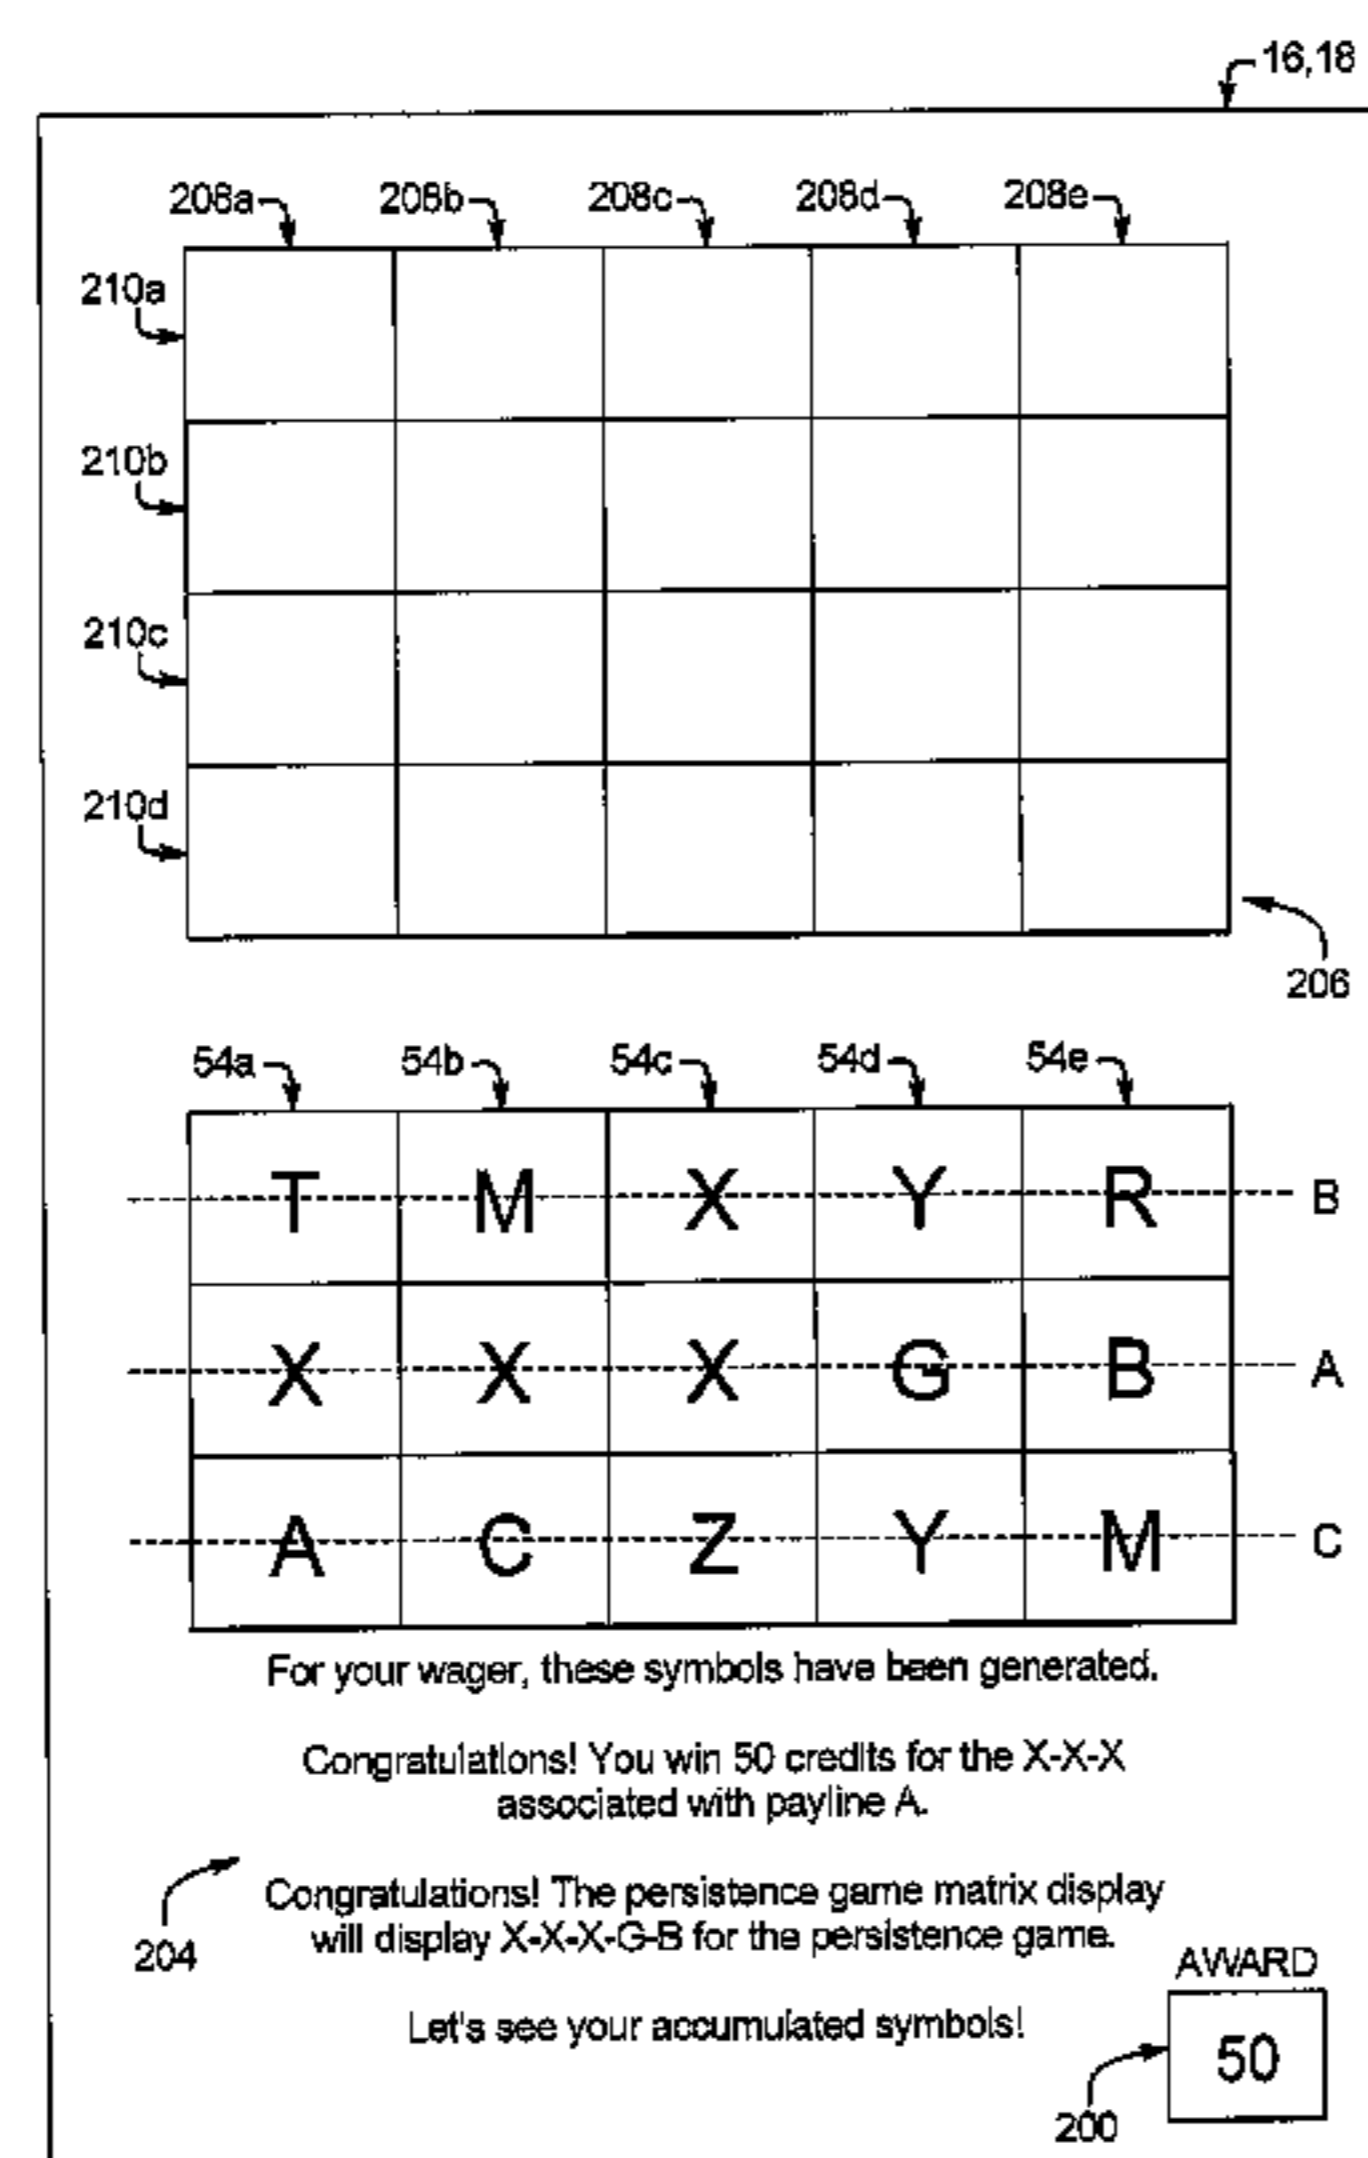 16,18
208a 208b 208c 208d 208e
210a
210b
210c
210d
206
54a 54b 54c 54d 54e
T M X Y R B
X X X G B A
A C Z Y M C
For your wager, these symbols have been generated.
Congratulations! You win 50 credits for the X-X-X
associated with payline A.
Congratulations! The persistence game matrix display
will display X-X-X-G-B for the persistence game.
204
AWARD
Let's see your accumulated symbols!
50
200